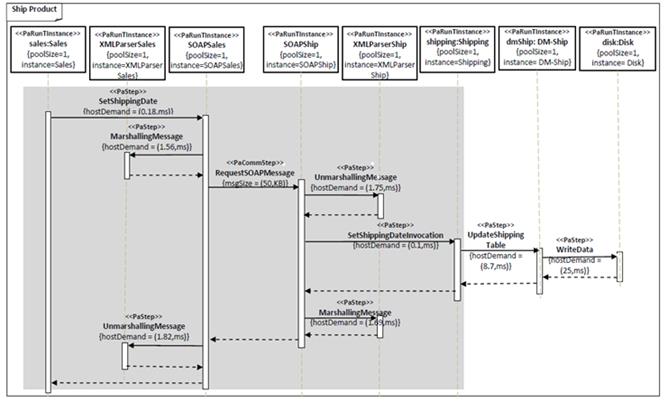 Ship Product
<<PaRunTInstance>>
sales:Sales
{poolSize=1,
instance=Sales}
<<PaRunTInstance>>
XMLParserSales
{poolSize=1,
instance=XMLParser
Sales}
<<PaRunTInstance>>
SOAPSales
{poolSize=1,
instance=SOAPSales}
<<PaRunTInstance>>
SOAPShip
{poolSize=1,
instance=SOAPShip}
<<PaRunTInstance>>
XMLParserShip
{poolSize=1,
instance=XMLParser
Ship}
<<PaRunTInstance>>
shipping:Shipping
{poolSize=1,
instance=Shipping}
<<PaRunTInstance>>
dmShip: DM-Ship
{poolSize=1,
instance= DM-Ship}
<<PaRunTInstance>>
disk:Disk
{poolSize=1,
instance= Disk}
<<PaStep>>
SetShippingDate
{hostDemand = (0.18,ms)}
<<PaStep>>
MarshallingMessage
{hostDemand = (1.56,ms)}
<<PaCommStep>>
RequestSOAPMessage
{msgSize = (50,KB)}
<<PaStep>>
UnmarshallingMessage
{hostDemand = (1.75,ms)}
<<PaStep>>
SetShippingDateInvocation
{hostDemand = (0.1,ms)}
<<PaStep>>
UpdateShipping
Table
{hostDemand =
(8.7,ms)}
<<PaStep>>
WriteData
{hostDemand =
(25,ms)}
<<PaStep>>
MarshallingMessage
{hostDemand = (1.69,ms)}
<<PaStep>>
UnmarshallingMessage
{hostDemand = (1.82,ms)}